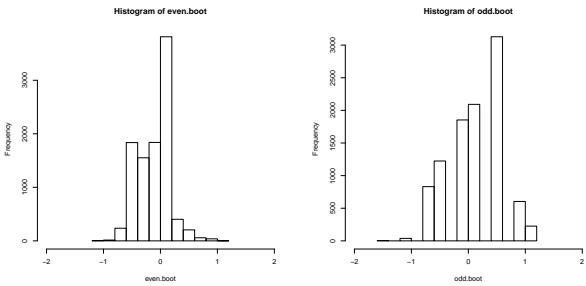 Histogram of even.boot
Frequency
0 1000 2000 3000
−2 −1 0 1 2
even.boot
Histogram of odd.boot
Frequency
0 500 1000 1500 2000 2500 3000
−2 −1 0 1 2
odd.boot